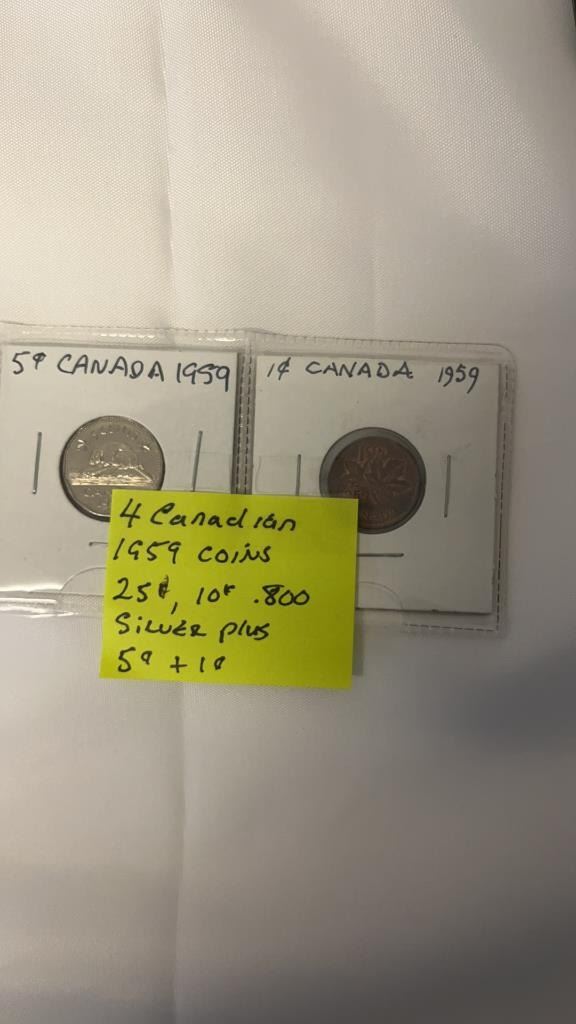 5¢ CANADA 1959
1¢ CANADA 1959
4 Canadian
1959 COINS
25¢, 10¢ .800
SILVER plus
5¢ + 1¢